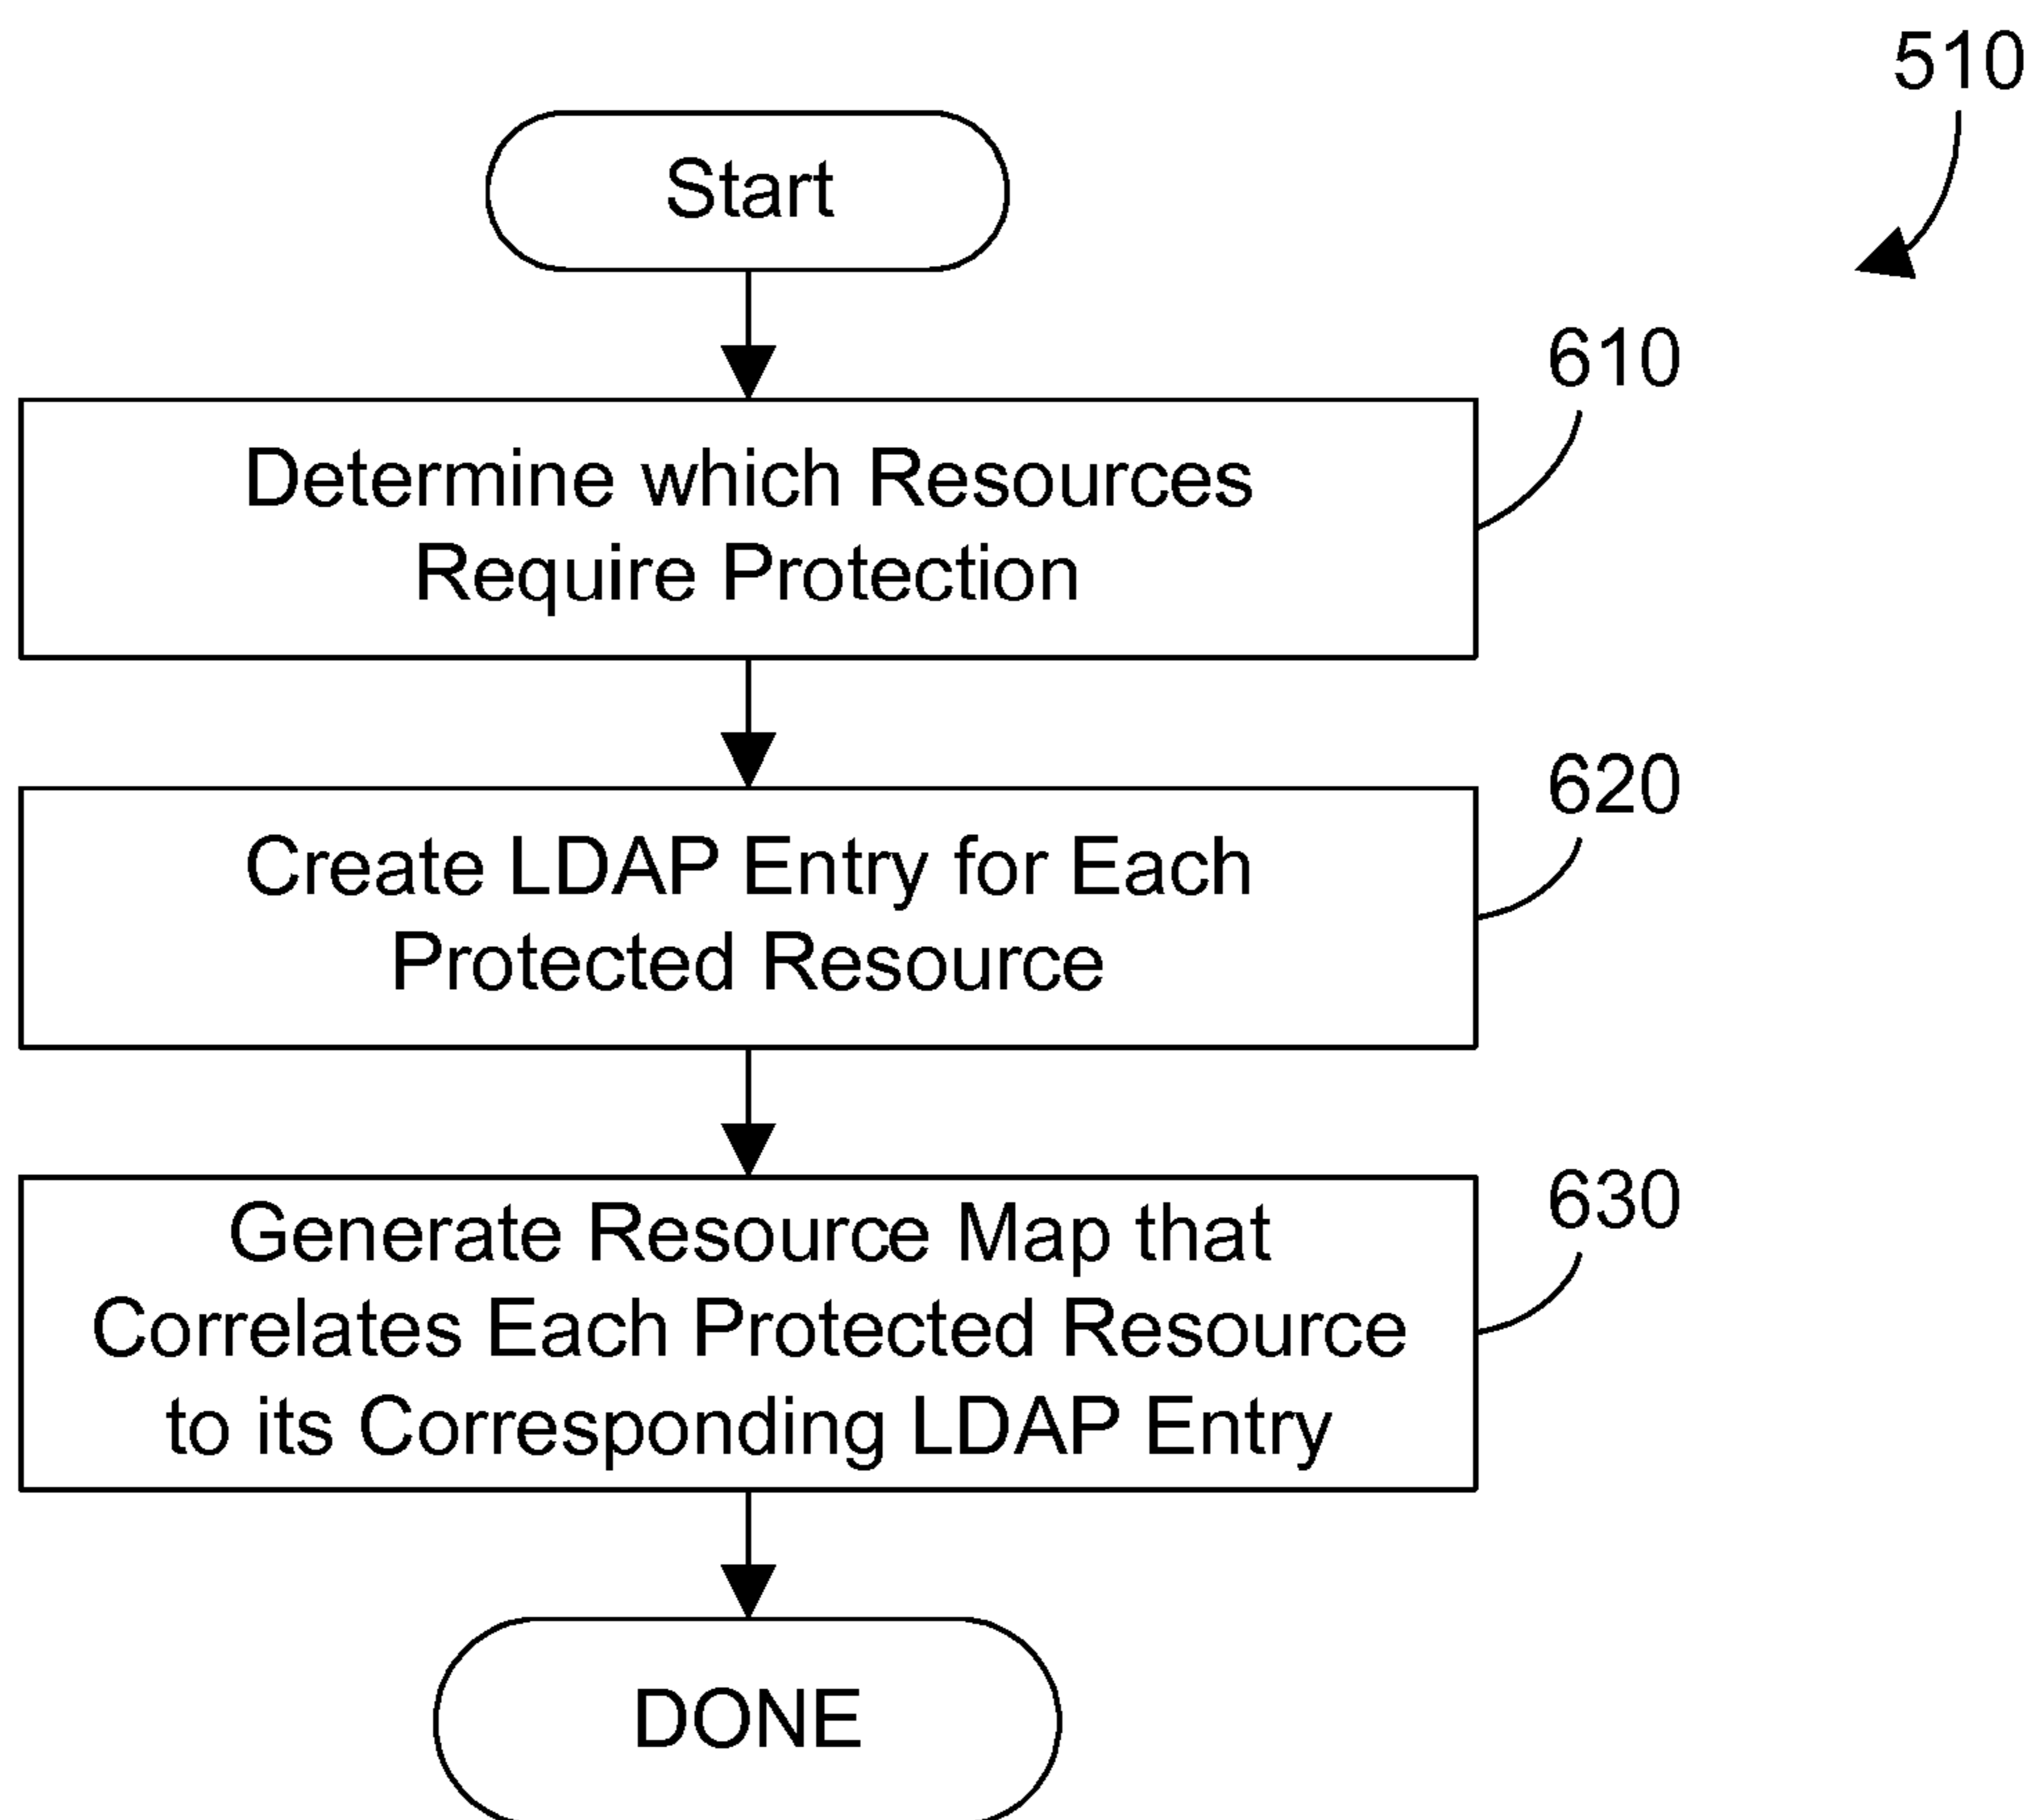 510
Start
610
Determine which Resources
Require Protection
620
Create LDAP Entry for Each
Protected Resource
630
Generate Resource Map that
Correlates Each Protected Resource
to its Corresponding LDAP Entry
DONE